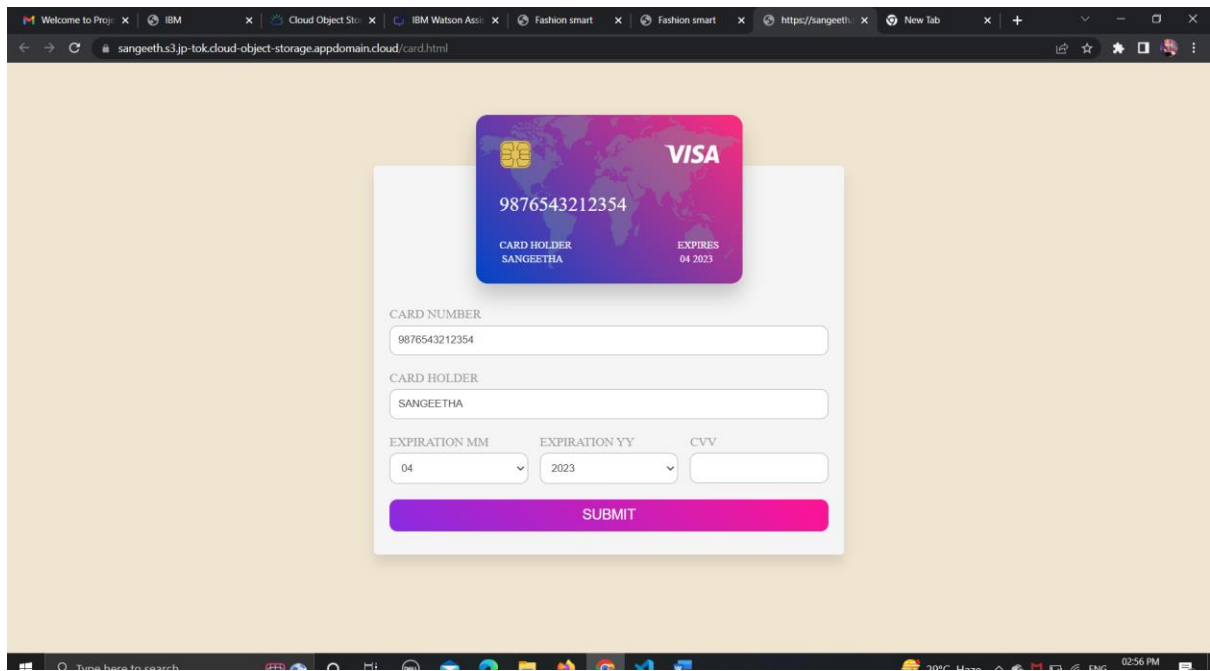 Welcome to Proje
IBM
Cloud Object Sto
IBM Watson Assis
Fashion smart
Fashion smart
https://sangeeth.
New Tab
sangeeth.s3.jp-tok.cloud-object-storage.appdomain.cloud/card.html
VISA
9876543212354
CARD HOLDER EXPIRES
SANGEETHA 04 2023
CARD NUMBER
9876543212354
CARD HOLDER
SANGEETHA
EXPIRATION MM EXPIRATION YY CVV
04 2023
SUBMIT
Type here to search
29°C Haze ENG 02:56 PM